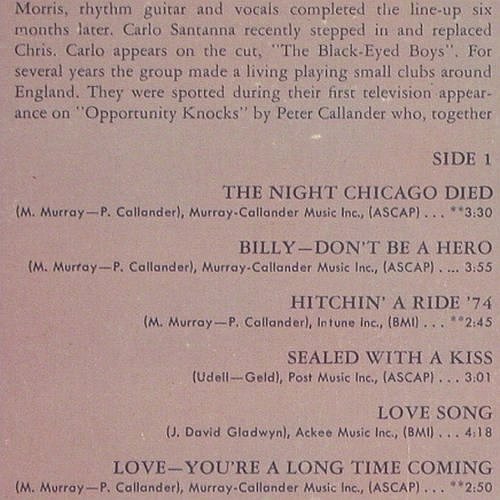 Morris, rhythm guitar and vocals completed the line-up six
months later. Carlo Santanna recently stepped in and replaced
Chris. Carlo appears on the cut, "The Black-Eyed Boys". For
several years the group made a living playing small clubs around
England. They were spotted during their first television appear-
ance on "Opportunity Knocks" by Peter Callander who, together
SIDE 1
THE NIGHT CHICAGO DIED
(M. Murray—P. Callander), Murray-Callander Music Inc., (ASCAP) . . . **3:30
BILLY—DON'T BE A HERO
(M. Murray—P. Callander), Murray-Callander Music Inc., (ASCAP) . ... 3:55
HITCHIN' A RIDE '74
(M. Murray—P. Callander), Intune Inc., (BMI) . . . **2:45
SEALED WITH A KISS
(Udell—Geld), Post Music Inc., (ASCAP) . . . 3:01
LOVE SONG
(J. David Gladwyn), Ackee Music Inc., (BMI) . . . 4:18
LOVE—YOU'RE A LONG TIME COMING
(M. Murray—P. Callander), Murray-Callander Music Inc., (ASCAP) . . . **2:50